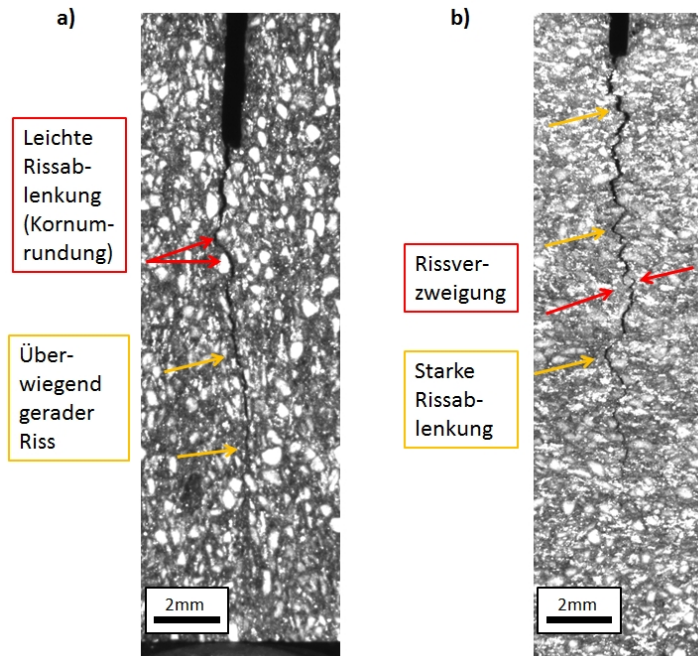 a)
Leichte
Rissab-
lenkung
(Kornum-
rundung)
Über-
wiegend
gerader
Riss
2mm
b)
Rissver-
zweigung
Starke
Rissab-
lenkung
2mm